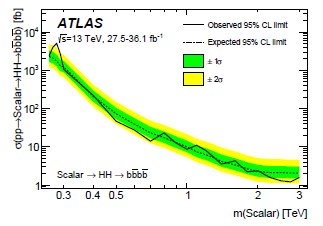 σ(pp→Scalar→HH→bb̅bb̅) [fb]
10⁴
10³
10²
10
1
ATLAS
√s=13 TeV, 27.5-36.1 fb⁻¹
Observed 95% CL limit
Expected 95% CL limit
± 1σ
± 2σ
Scalar → HH → bb̅bb̅
0.3 0.4 0.5 1 2 3
m(Scalar) [TeV]